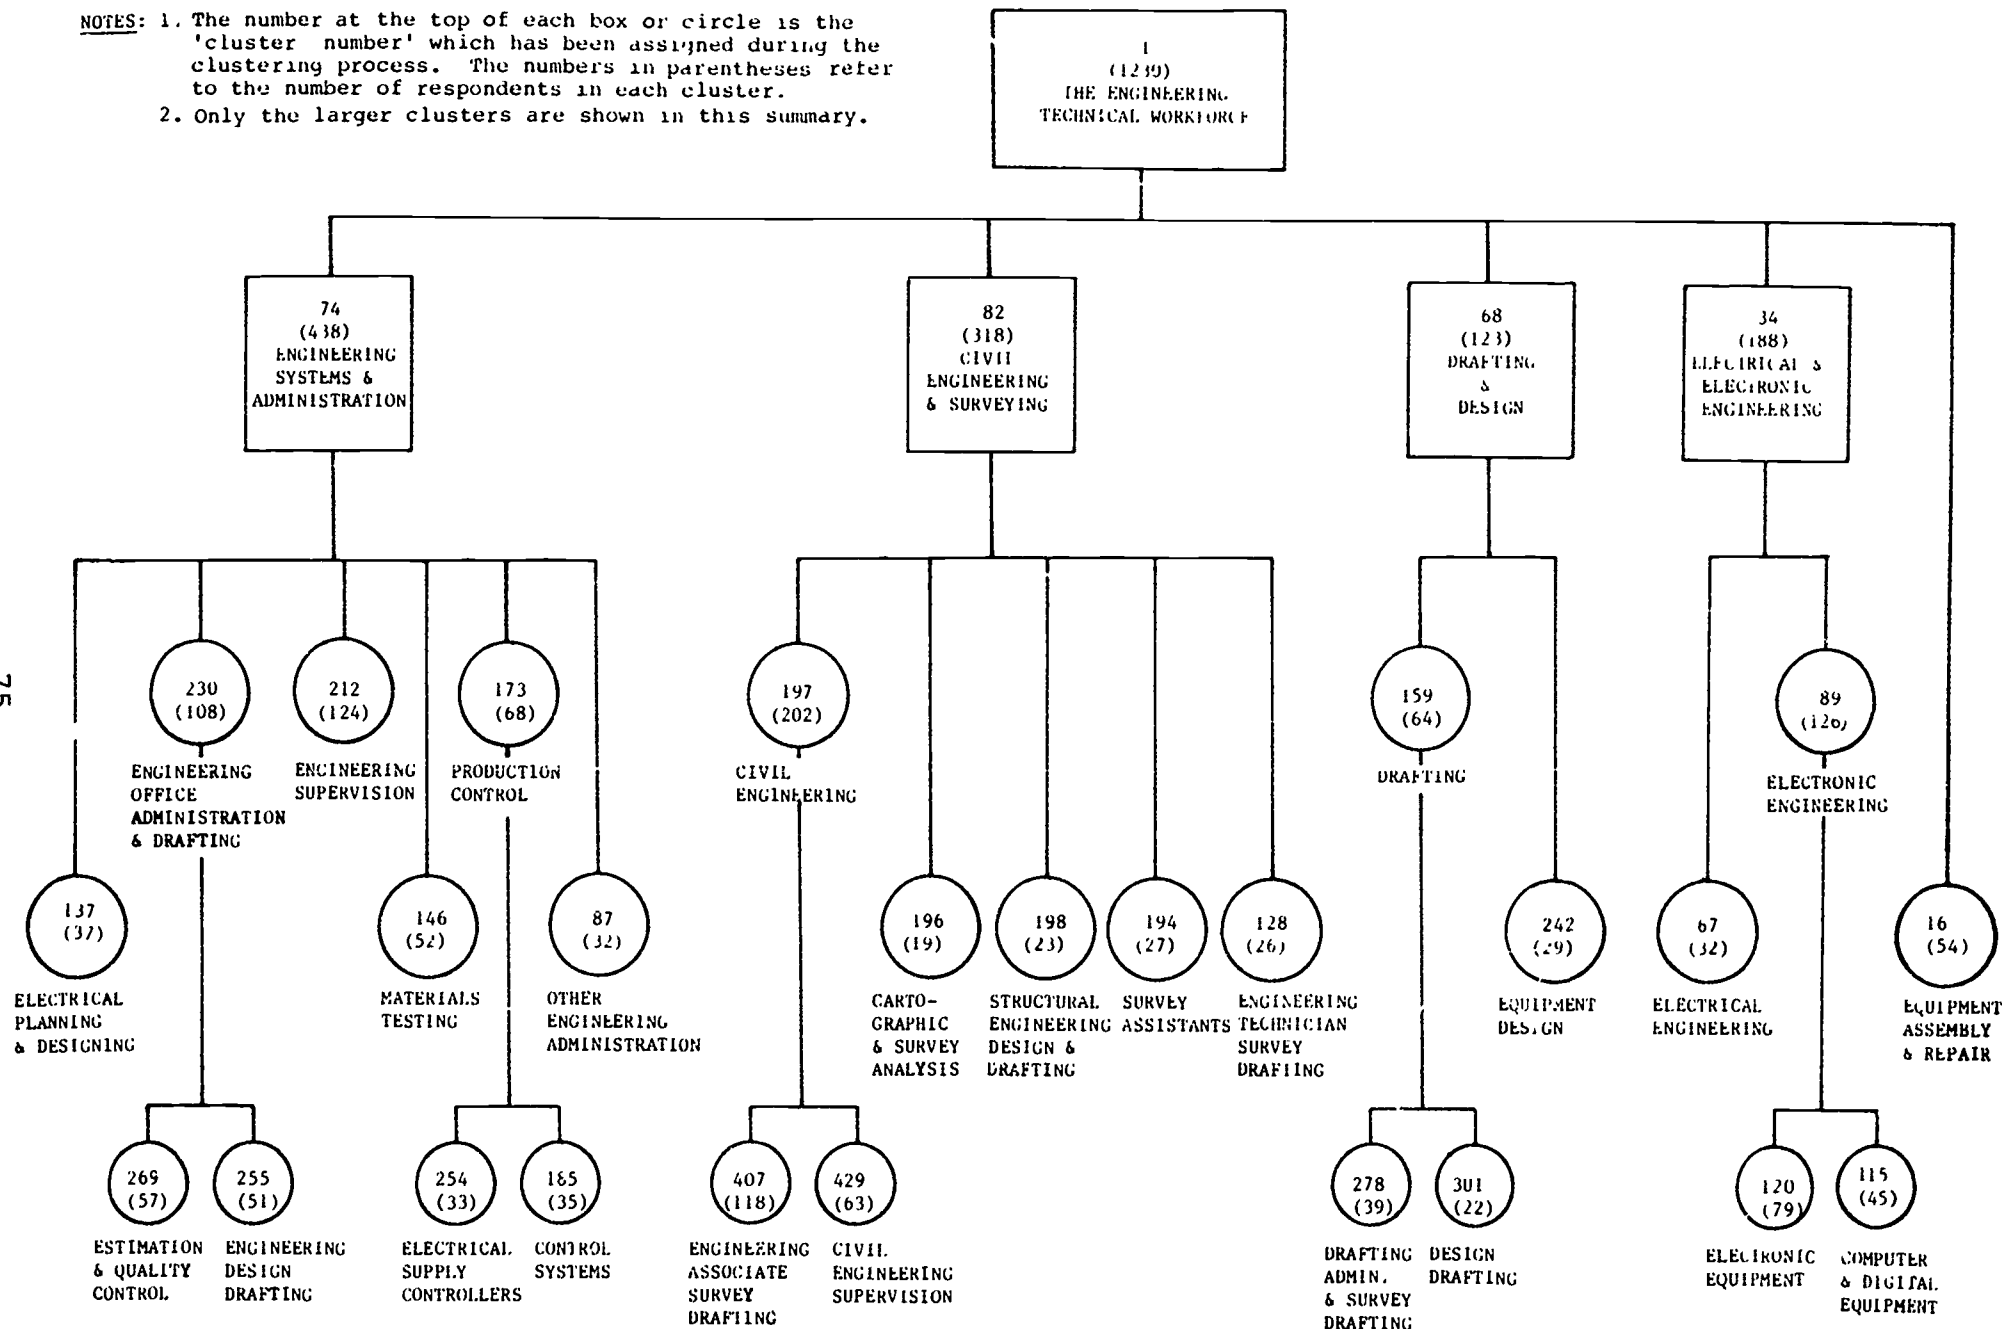 NOTES: 1. The number at the top of each box or circle is the
'cluster number' which has been assigned during the
clustering process. The numbers in parentheses refer
to the number of respondents in each cluster.
2. Only the larger clusters are shown in this summary.
1
THE ENGINEERING
TECHNICAL WORKFORCE
74
(438)
ENGINEERING
SYSTEMS &
ADMINISTRATION
82
(318)
CIVIL
ENGINEERING
& SURVEYING
68
(123)
DRAFTING
&
DESIGN
34
(188)
ELECTRICAL &
ELECTRONIC
ENGINEERING
230
(108)
ENGINEERING
OFFICE
ADMINISTRATION
& DRAFTING
212
(124)
ENGINEERING
SUPERVISION
173
(68)
PRODUCTION
CONTROL
197
(202)
CIVIL
ENGINEERING
159
(64)
DRAFTING
89
(126)
ELECTRONIC
ENGINEERING
75
137
(37)
ELECTRICAL
PLANNING
& DESIGNING
146
(52)
MATERIALS
TESTING
87
(32)
OTHER
ENGINEERING
ADMINISTRATION
196
(19)
CARTO-
GRAPHIC
& SURVEY
ANALYSIS
198
(23)
STRUCTURAL
ENGINEERING
DESIGN &
DRAFTING
194
(27)
SURVEY
ASSISTANTS
128
(26)
ENGINEERING
TECHNICIAN
SURVEY
DRAFTING
242
(29)
EQUIPMENT
DESIGN
67
(32)
ELECTRICAL
ENGINEERING
16
(54)
EQUIPMENT
ASSEMBLY
& REPAIR
269
(57)
ESTIMATION
& QUALITY
CONTROL
255
(51)
ENGINEERING
DESIGN
DRAFTING
254
(33)
ELECTRICAL
SUPPLY
CONTROLLERS
185
(35)
CONTROL
SYSTEMS
407
(118)
ENGINEERING
ASSOCIATE
SURVEY
DRAFTING
429
(63)
CIVIL
ENGINEERING
SUPERVISION
278
(39)
DRAFTING
ADMIN.
& SURVEY
DRAFTING
301
(22)
DESIGN
DRAFTING
120
(79)
ELECTRONIC
EQUIPMENT
115
(45)
COMPUTER
& DIGITAL
EQUIPMENT